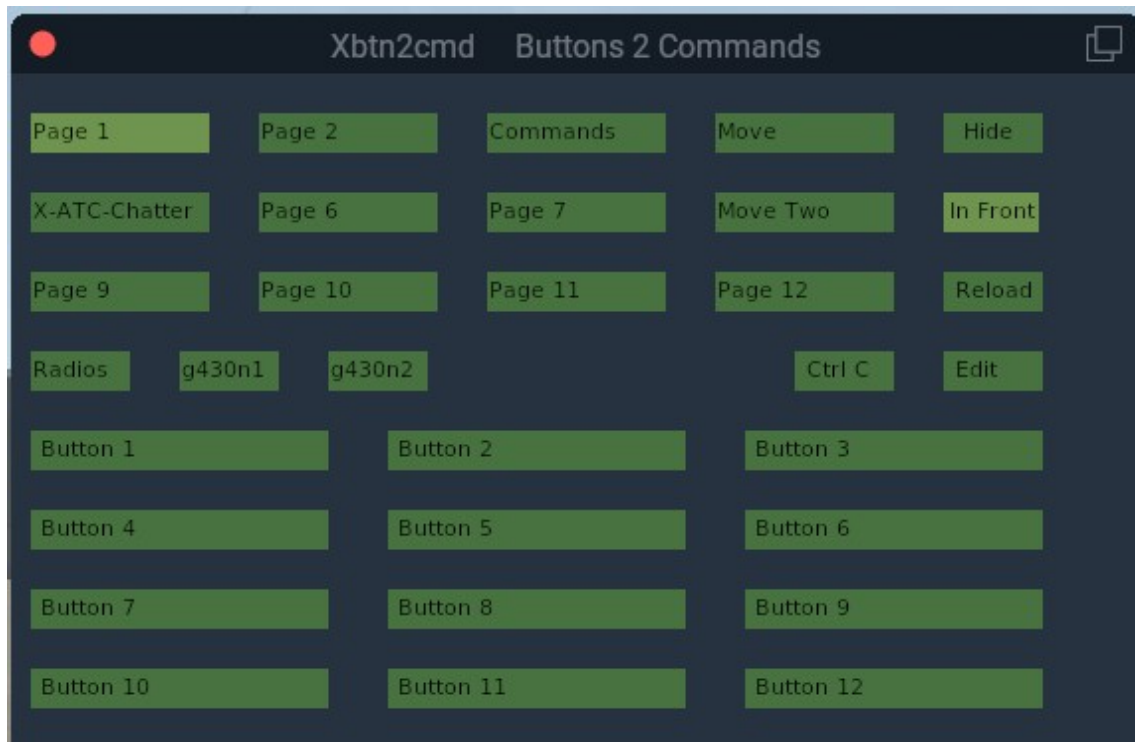 Xbtn2cmd    Buttons 2 Commands
Page 1 Page 2 Commands Move Hide
X-ATC-Chatter Page 6 Page 7 Move Two In Front
Page 9 Page 10 Page 11 Page 12 Reload
Radios g430n1 g430n2 Ctrl C Edit
Button 1 Button 2 Button 3
Button 4 Button 5 Button 6
Button 7 Button 8 Button 9
Button 10 Button 11 Button 12